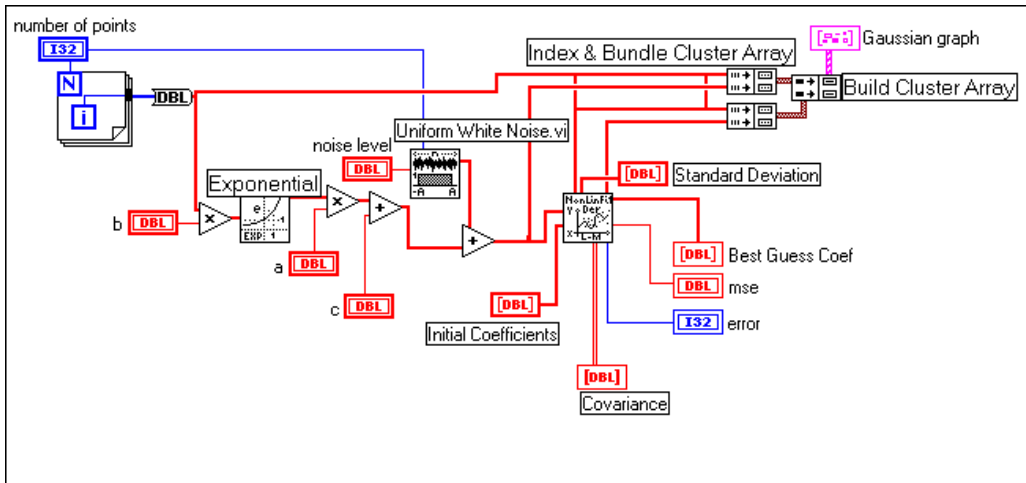 number of points
I32
N
i
DBL
Index & Bundle Cluster Array
Gaussian graph
Build Cluster Array
Uniform White Noise.vi
noise level
DBL
-A A
Exponential
e
1
EXP 1
b
DBL
a
DBL
c
DBL
[DBL]
Initial Coefficients
NonLinFit
Y Der
X L-M
[DBL]
Standard Deviation
[DBL]
Best Guess Coef
DBL
mse
I32
error
[DBL]
Covariance